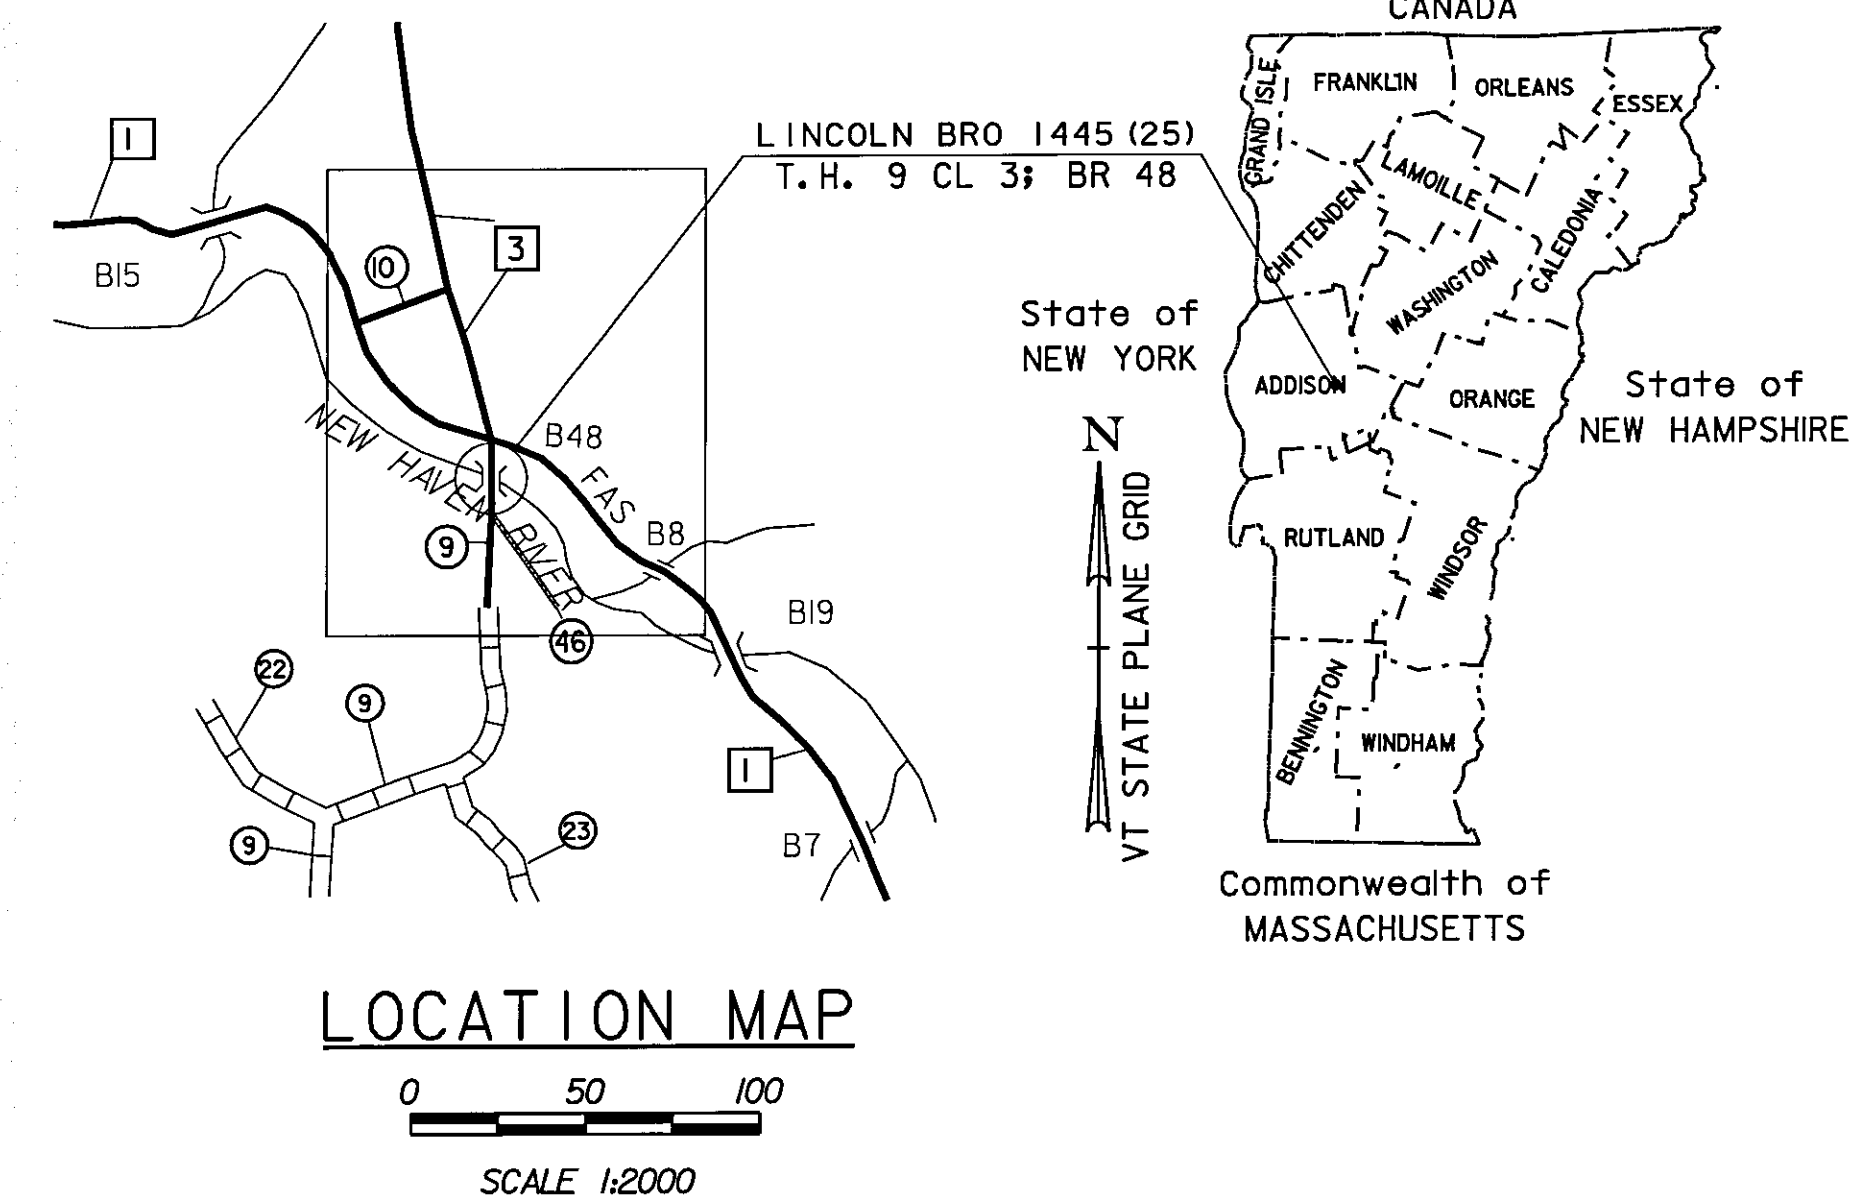 CANADA
GRAND ISLE
FRANKLIN
ORLEANS
ESSEX
LAMOILLE
CHITTENDEN
CALEDONIA
WASHINGTON
ADDISON
ORANGE
RUTLAND
WINDSOR
BENNINGTON
WINDHAM
State of
NEW YORK
State of
NEW HAMPSHIRE
Commonwealth of
MASSACHUSETTS
LINCOLN BRO 1445 (25)
T. H. 9 CL 3; BR 48
1
B15
10
3
NEW HAVEN RIVER
B48
FAS
B8
9
46
B19
22
9
1
9
23
B7
N
VT STATE PLANE GRID
LOCATION MAP
0 50 100
SCALE 1:2000